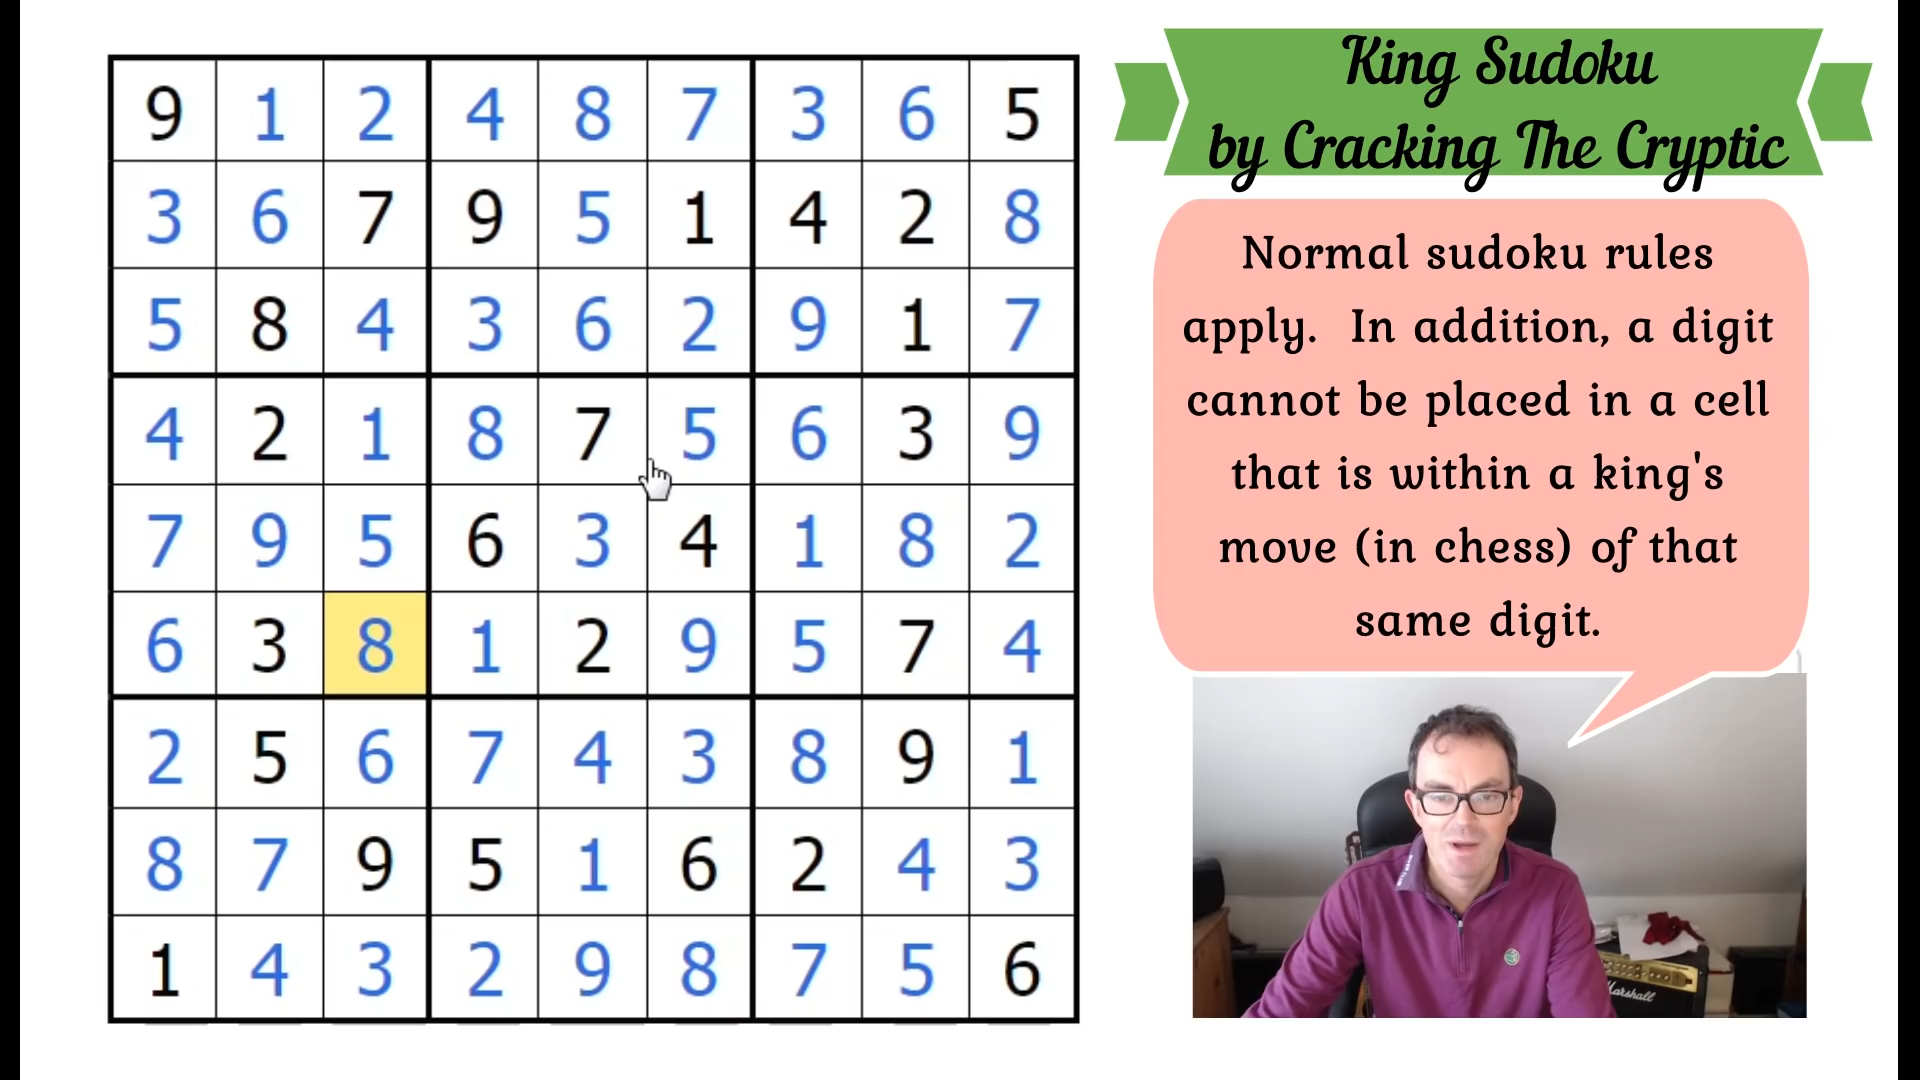 King Sudoku
by Cracking The Cryptic
9 1 2 4 8 7 3 6 5
3 6 7 9 5 1 4 2 8
5 8 4 3 6 2 9 1 7
4 2 1 8 7 5 6 3 9
7 9 5 6 3 4 1 8 2
6 3 8 1 2 9 5 7 4
2 5 6 7 4 3 8 9 1
8 7 9 5 1 6 2 4 3
1 4 3 2 9 8 7 5 6
Normal sudoku rules
apply. In addition, a digit
cannot be placed in a cell
that is within a king's
move (in chess) of that
same digit.
Marshall